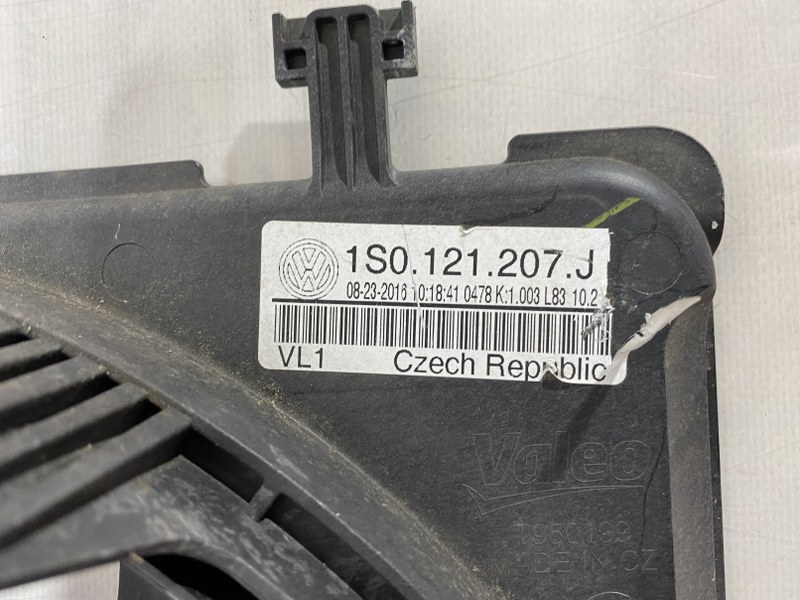 1S0.121.207.J
08-23-2016 10:18:41 0478 K:1.003 L83 10.2
VL1 Czech Republic
Valeo
MADE IN CZ